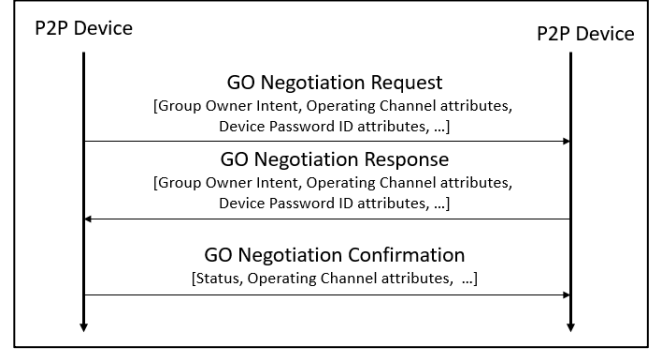 P2P Device
P2P Device
GO Negotiation Request
[Group Owner Intent, Operating Channel attributes,
Device Password ID attributes, ...]
GO Negotiation Response
[Group Owner Intent, Operating Channel attributes,
Device Password ID attributes, ...]
GO Negotiation Confirmation
[Status, Operating Channel attributes,  ...]